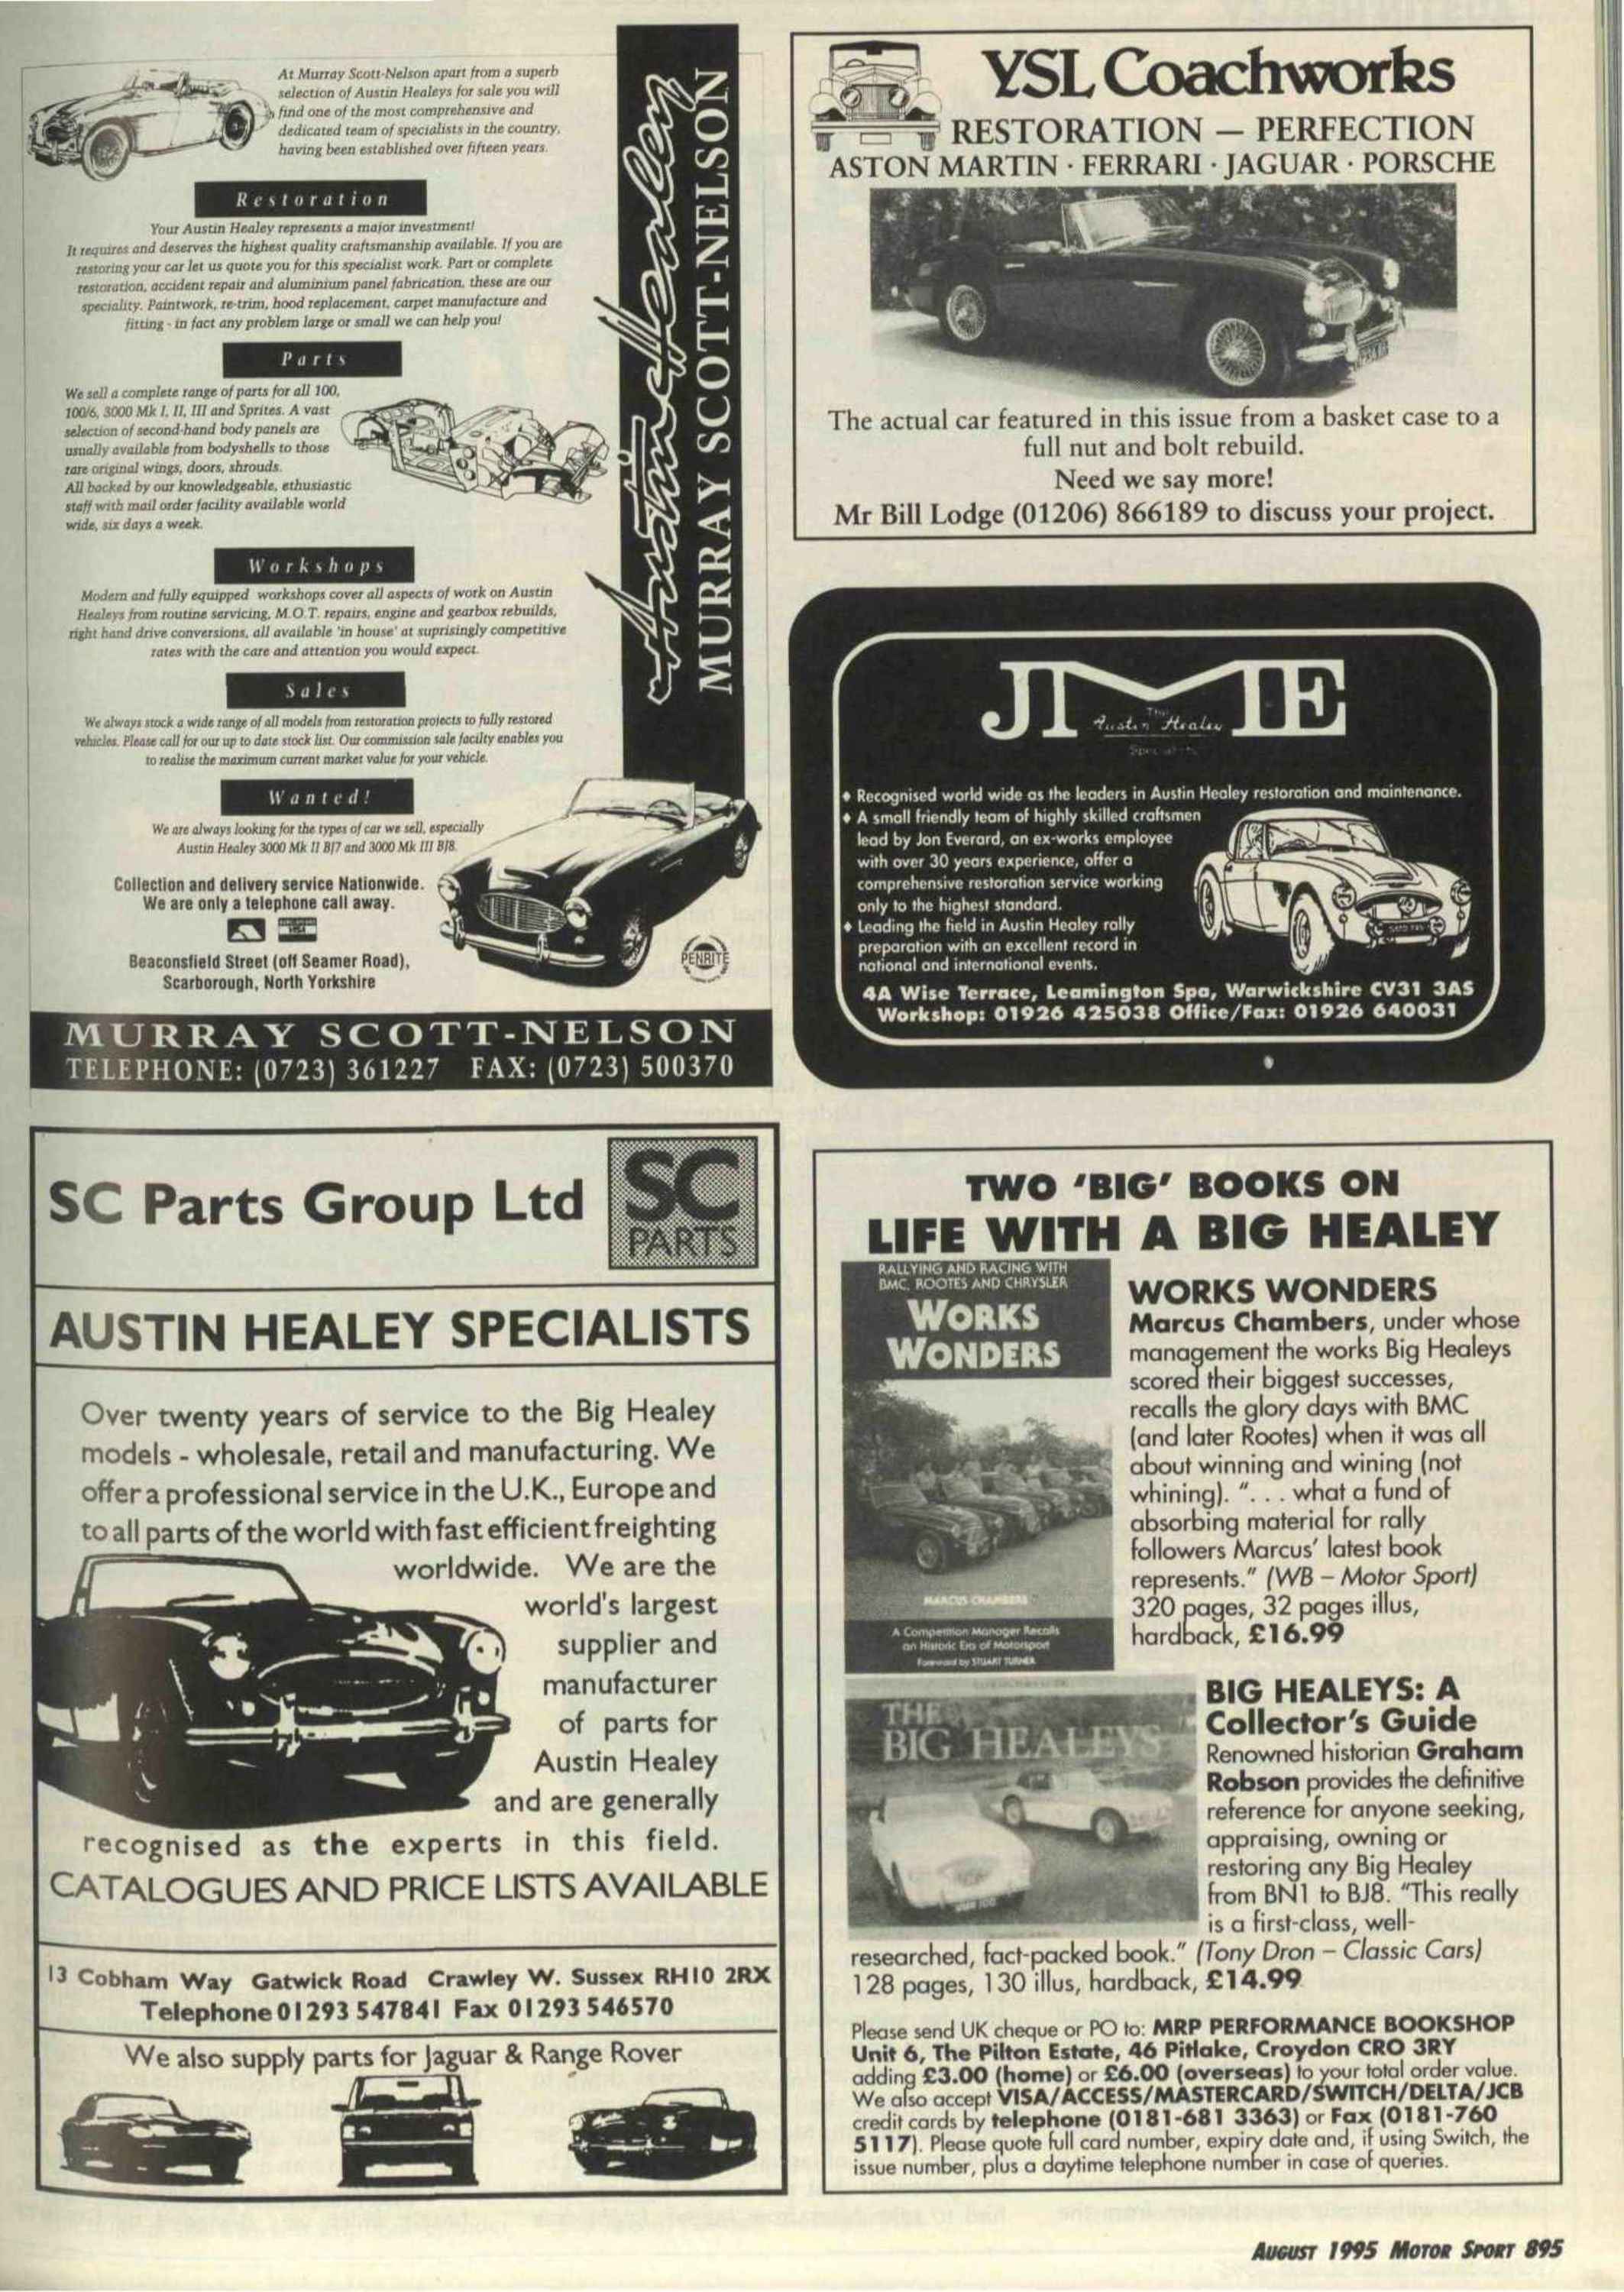 At Murray Scott-Nelson apart from a superb
selection of Austin Healeys for sale you will
find one of the most comprehensive and
dedicated team of specialists in the country,
having been established over fifteen years.
Restoration
Your Austin Healey represents a major investment!
It requires and deserves the highest quality craftsmanship available. If you are
restoring your car let us quote you for this specialist work. Part or complete
restoration, accident repair and aluminium panel fabrication, these are our
speciality. Paintwork, re-trim, hood replacement, carpet manufacture and
fitting - in fact any problem large or small we can help you!
Parts
We sell a complete range of parts for all 100,
100/6, 3000 Mk I, II, III and Sprites. A vast
selection of second-hand body panels are
usually available from bodyshells to those
rare original wings, doors, shrouds.
All backed by our knowledgeable, ethusiastic
staff with mail order facility available world
wide, six days a week.
Workshops
Modern and fully equipped workshops cover all aspects of work on Austin
Healeys from routine servicing, M.O.T. repairs, engine and gearbox rebuilds,
right hand drive conversions, all available 'in house' at suprisingly competitive
rates with the care and attention you would expect.
Sales
We always stock a wide range of all models from restoration projects to fully restored
vehicles. Please call for our up to date stock list. Our commission sale facilty enables you
to realise the maximum current market value for your vehicle.
Wanted!
We are always looking for the types of car we sell, especially
Austin Healey 3000 Mk II BJ7 and 3000 Mk III BJ8.
Collection and delivery service Nationwide.
We are only a telephone call away.
Beaconsfield Street (off Seamer Road),
Scarborough, North Yorkshire
PENRITE
Austin Healey
MURRAY SCOTT-NELSON
MURRAY SCOTT-NELSON
TELEPHONE: (0723) 361227 FAX: (0723) 500370
YSL Coachworks
RESTORATION — PERFECTION
ASTON MARTIN · FERRARI · JAGUAR · PORSCHE
The actual car featured in this issue from a basket case to a
full nut and bolt rebuild.
Need we say more!
Mr Bill Lodge (01206) 866189 to discuss your project.
JME
The
Austin Healey
Specialists
♦ Recognised world wide as the leaders in Austin Healey restoration and maintenance.
♦ A small friendly team of highly skilled craftsmen
lead by Jon Everard, an ex-works employee
with over 30 years experience, offer a
comprehensive restoration service working
only to the highest standard.
♦ Leading the field in Austin Healey rally
preparation with an excellent record in
national and international events.
4A Wise Terrace, Leamington Spa, Warwickshire CV31 3AS
Workshop: 01926 425038 Office/Fax: 01926 640031
SC Parts Group Ltd
SC
PARTS
AUSTIN HEALEY SPECIALISTS
Over twenty years of service to the Big Healey
models - wholesale, retail and manufacturing. We
offer a professional service in the U.K., Europe and
to all parts of the world with fast efficient freighting
worldwide. We are the
world's largest
supplier and
manufacturer
of parts for
Austin Healey
and are generally
recognised as the experts in this field.
CATALOGUES AND PRICE LISTS AVAILABLE
13 Cobham Way Gatwick Road Crawley W. Sussex RH10 2RX
Telephone 01293 547841 Fax 01293 546570
We also supply parts for Jaguar & Range Rover
TWO 'BIG' BOOKS ON
LIFE WITH A BIG HEALEY
RALLYING AND RACING WITH
BMC, ROOTES AND CHRYSLER
WORKS
WONDERS
MARCUS CHAMBERS
A Competition Manager Recalls
an Historic Era of Motorsport
Foreword by STUART TURNER
WORKS WONDERS
Marcus Chambers, under whose
management the works Big Healeys
scored their biggest successes,
recalls the glory days with BMC
(and later Rootes) when it was all
about winning and wining (not
whining). ". . . what a fund of
absorbing material for rally
followers Marcus' latest book
represents." (WB – Motor Sport)
320 pages, 32 pages illus,
hardback, £16.99
THE
BIG HEALEYS
BIG HEALEYS: A
Collector's Guide
Renowned historian Graham
Robson provides the definitive
reference for anyone seeking,
appraising, owning or
restoring any Big Healey
from BN1 to BJ8. "This really
is a first-class, well-
researched, fact-packed book." (Tony Dron – Classic Cars)
128 pages, 130 illus, hardback, £14.99
Please send UK cheque or PO to: MRP PERFORMANCE BOOKSHOP
Unit 6, The Pilton Estate, 46 Pitlake, Croydon CRO 3RY
adding £3.00 (home) or £6.00 (overseas) to your total order value.
We also accept VISA/ACCESS/MASTERCARD/SWITCH/DELTA/JCB
credit cards by telephone (0181-681 3363) or Fax (0181-760
5117). Please quote full card number, expiry date and, if using Switch, the
issue number, plus a daytime telephone number in case of queries.
AUGUST 1995 MOTOR SPORT 895